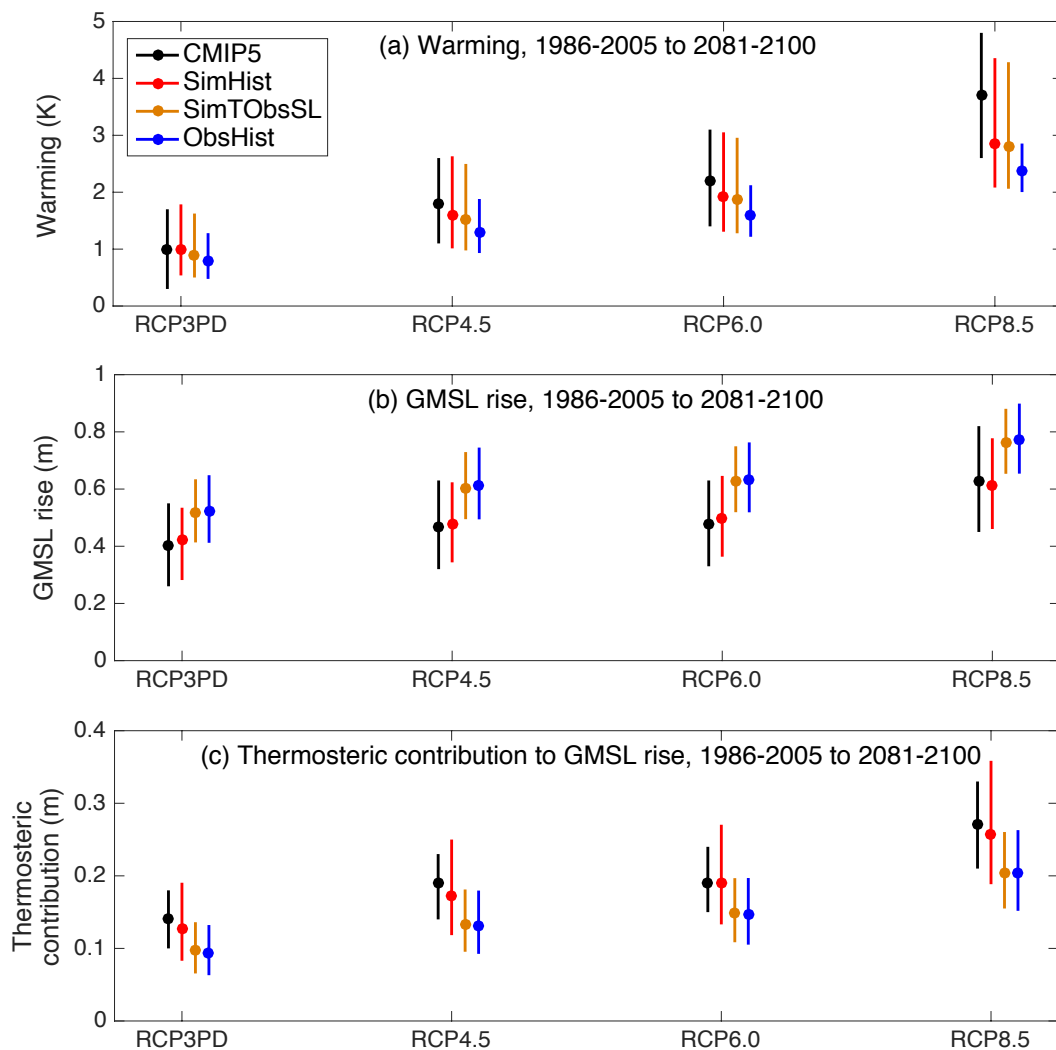 (a) Warming, 1986-2005 to 2081-2100
CMIP5
SimHist
SimTObsSL
ObsHist
Warming (K)
5
4
3
2
1
0
RCP3PD
RCP4.5
RCP6.0
RCP8.5
(b) GMSL rise, 1986-2005 to 2081-2100
GMSL rise (m)
1
0.8
0.6
0.4
0.2
0
RCP3PD
RCP4.5
RCP6.0
RCP8.5
(c) Thermosteric contribution to GMSL rise, 1986-2005 to 2081-2100
Thermosteric
contribution (m)
0.4
0.3
0.2
0.1
0
RCP3PD
RCP4.5
RCP6.0
RCP8.5